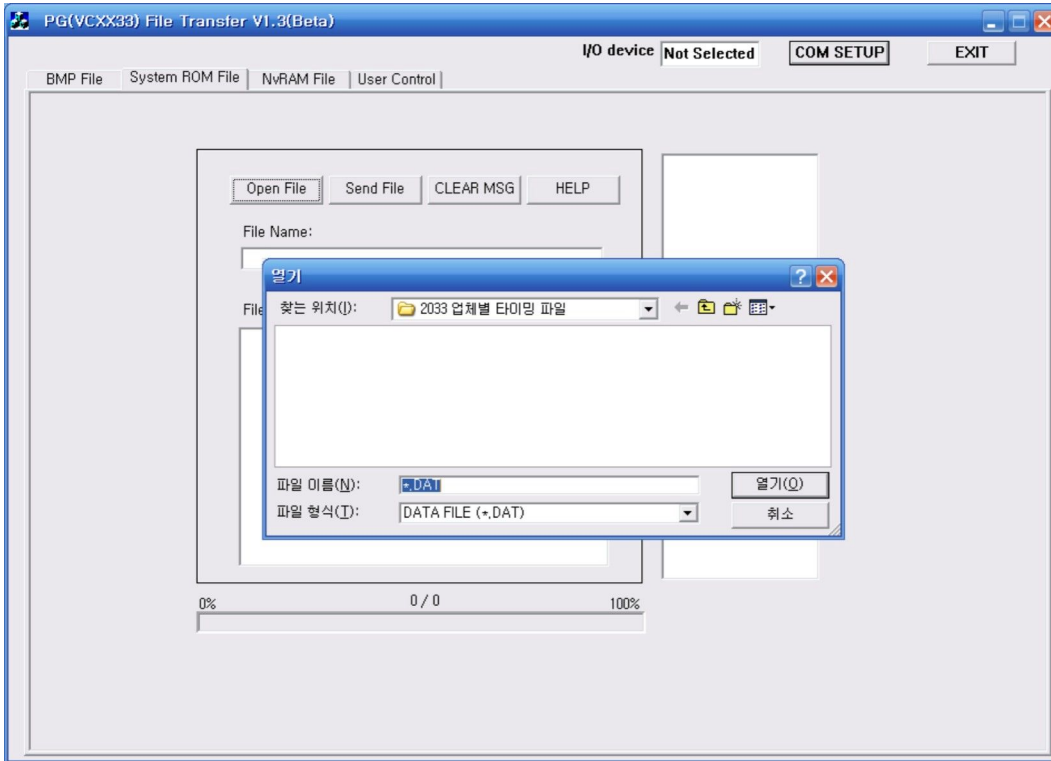 PG(VCXX33) File Transfer V1.3(Beta)
I/O device Not Selected COM SETUP EXIT
BMP File System ROM File NvRAM File User Control
Open File Send File CLEAR MSG HELP
File Name:
열기
File
찾는 위치(I): 2033 업체별 타이밍 파일
파일 이름(N): *.DAT 열기(O)
파일 형식(T): DATA FILE (*.DAT) 취소
0% 0 / 0 100%